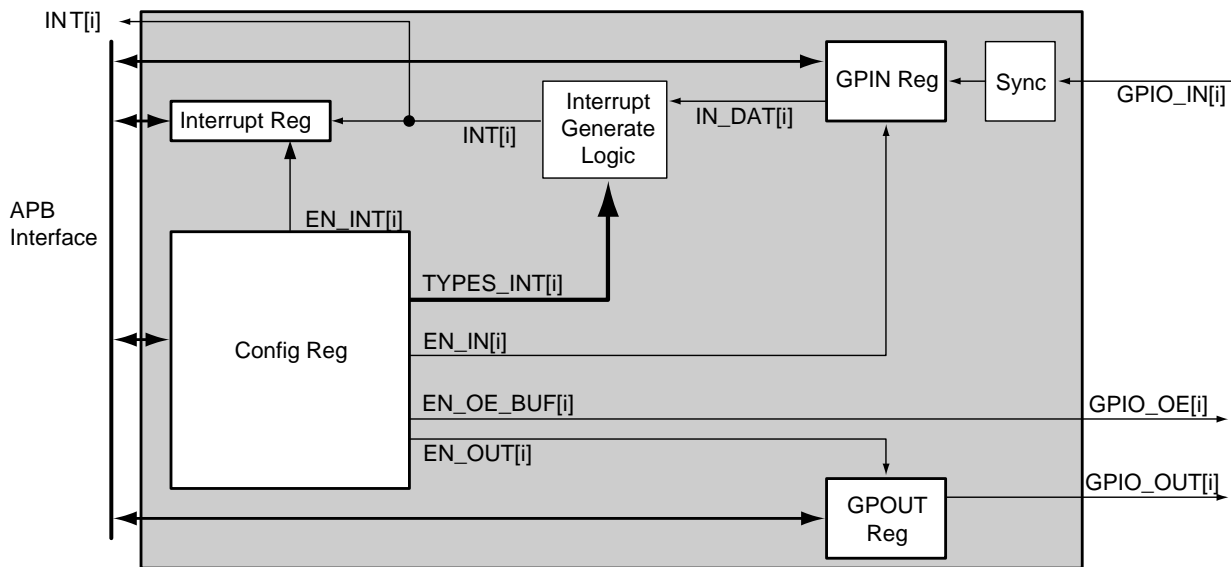 INT[i]
GPIN Reg
Sync
GPIO_IN[i]
Interrupt
Generate
Logic
IN_DAT[i]
Interrupt Reg
INT[i]
APB
Interface
EN_INT[i]
TYPES_INT[i]
Config Reg
EN_IN[i]
EN_OE_BUF[i]
GPIO_OE[i]
EN_OUT[i]
GPOUT
Reg
GPIO_OUT[i]